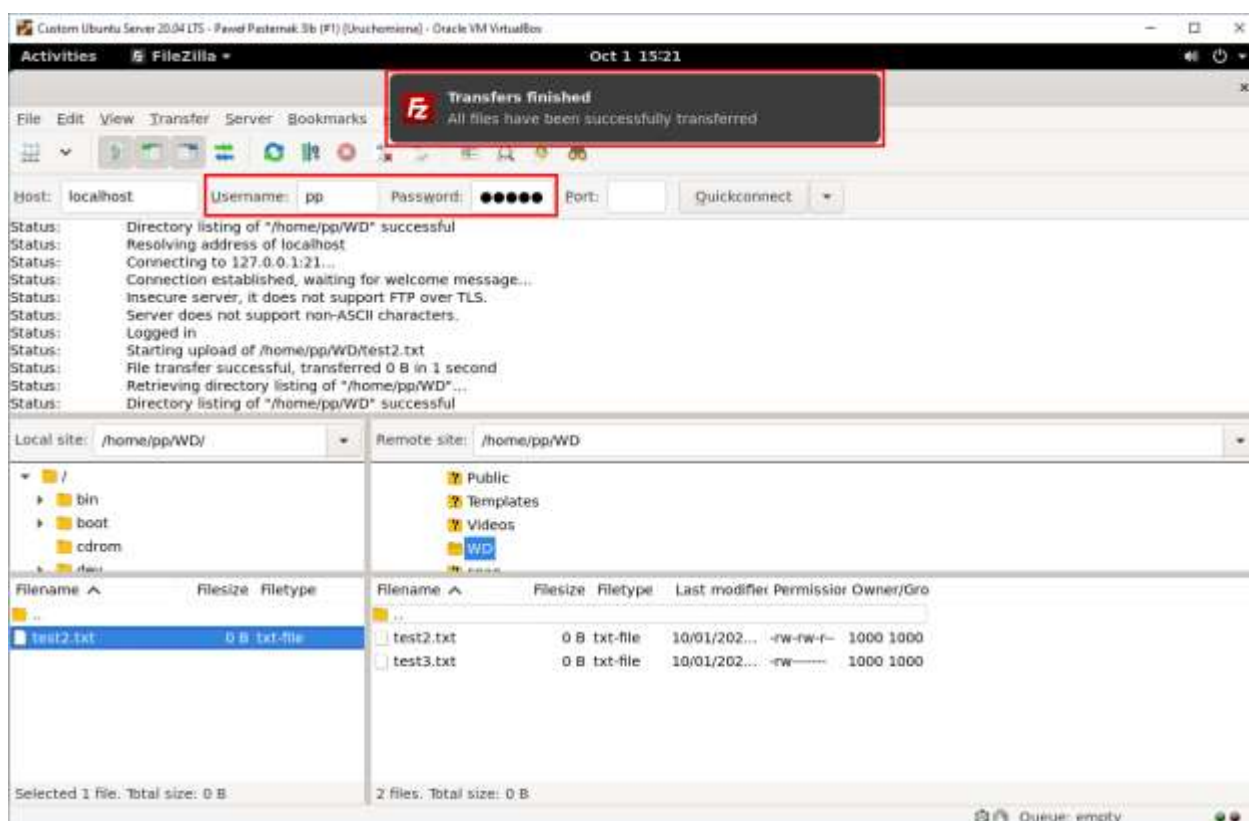 Custom Ubuntu Server 20.04 LTS - Paweł Pasternak 3Ib (#1) [Uruchomiona] - Oracle VM VirtualBox
Activities FileZilla Oct 1 15:21
Transfers finished
All files have been successfully transferred
File Edit View Transfer Server Bookmarks
Host: localhost Username: pp Password: ●●●●● Port: Quickconnect
Status: Directory listing of "/home/pp/WD" successful
Status: Resolving address of localhost
Status: Connecting to 127.0.0.1:21...
Status: Connection established, waiting for welcome message...
Status: Insecure server, it does not support FTP over TLS.
Status: Server does not support non-ASCII characters.
Status: Logged in
Status: Starting upload of /home/pp/WD/test2.txt
Status: File transfer successful, transferred 0 B in 1 second
Status: Retrieving directory listing of "/home/pp/WD"...
Status: Directory listing of "/home/pp/WD" successful
Local site: /home/pp/WD/ Remote site: /home/pp/WD
/
bin
boot
cdrom
dev
Public
Templates
Videos
WD
Filename Filesize Filetype
..
test2.txt 0 B txt-file
Selected 1 file. Total size: 0 B
Filename Filesize Filetype Last modifie Permission Owner/Gro
..
test2.txt 0 B txt-file 10/01/202... -rw-rw-r-- 1000 1000
test3.txt 0 B txt-file 10/01/202... -rw------- 1000 1000
2 files. Total size: 0 B
Queue: empty